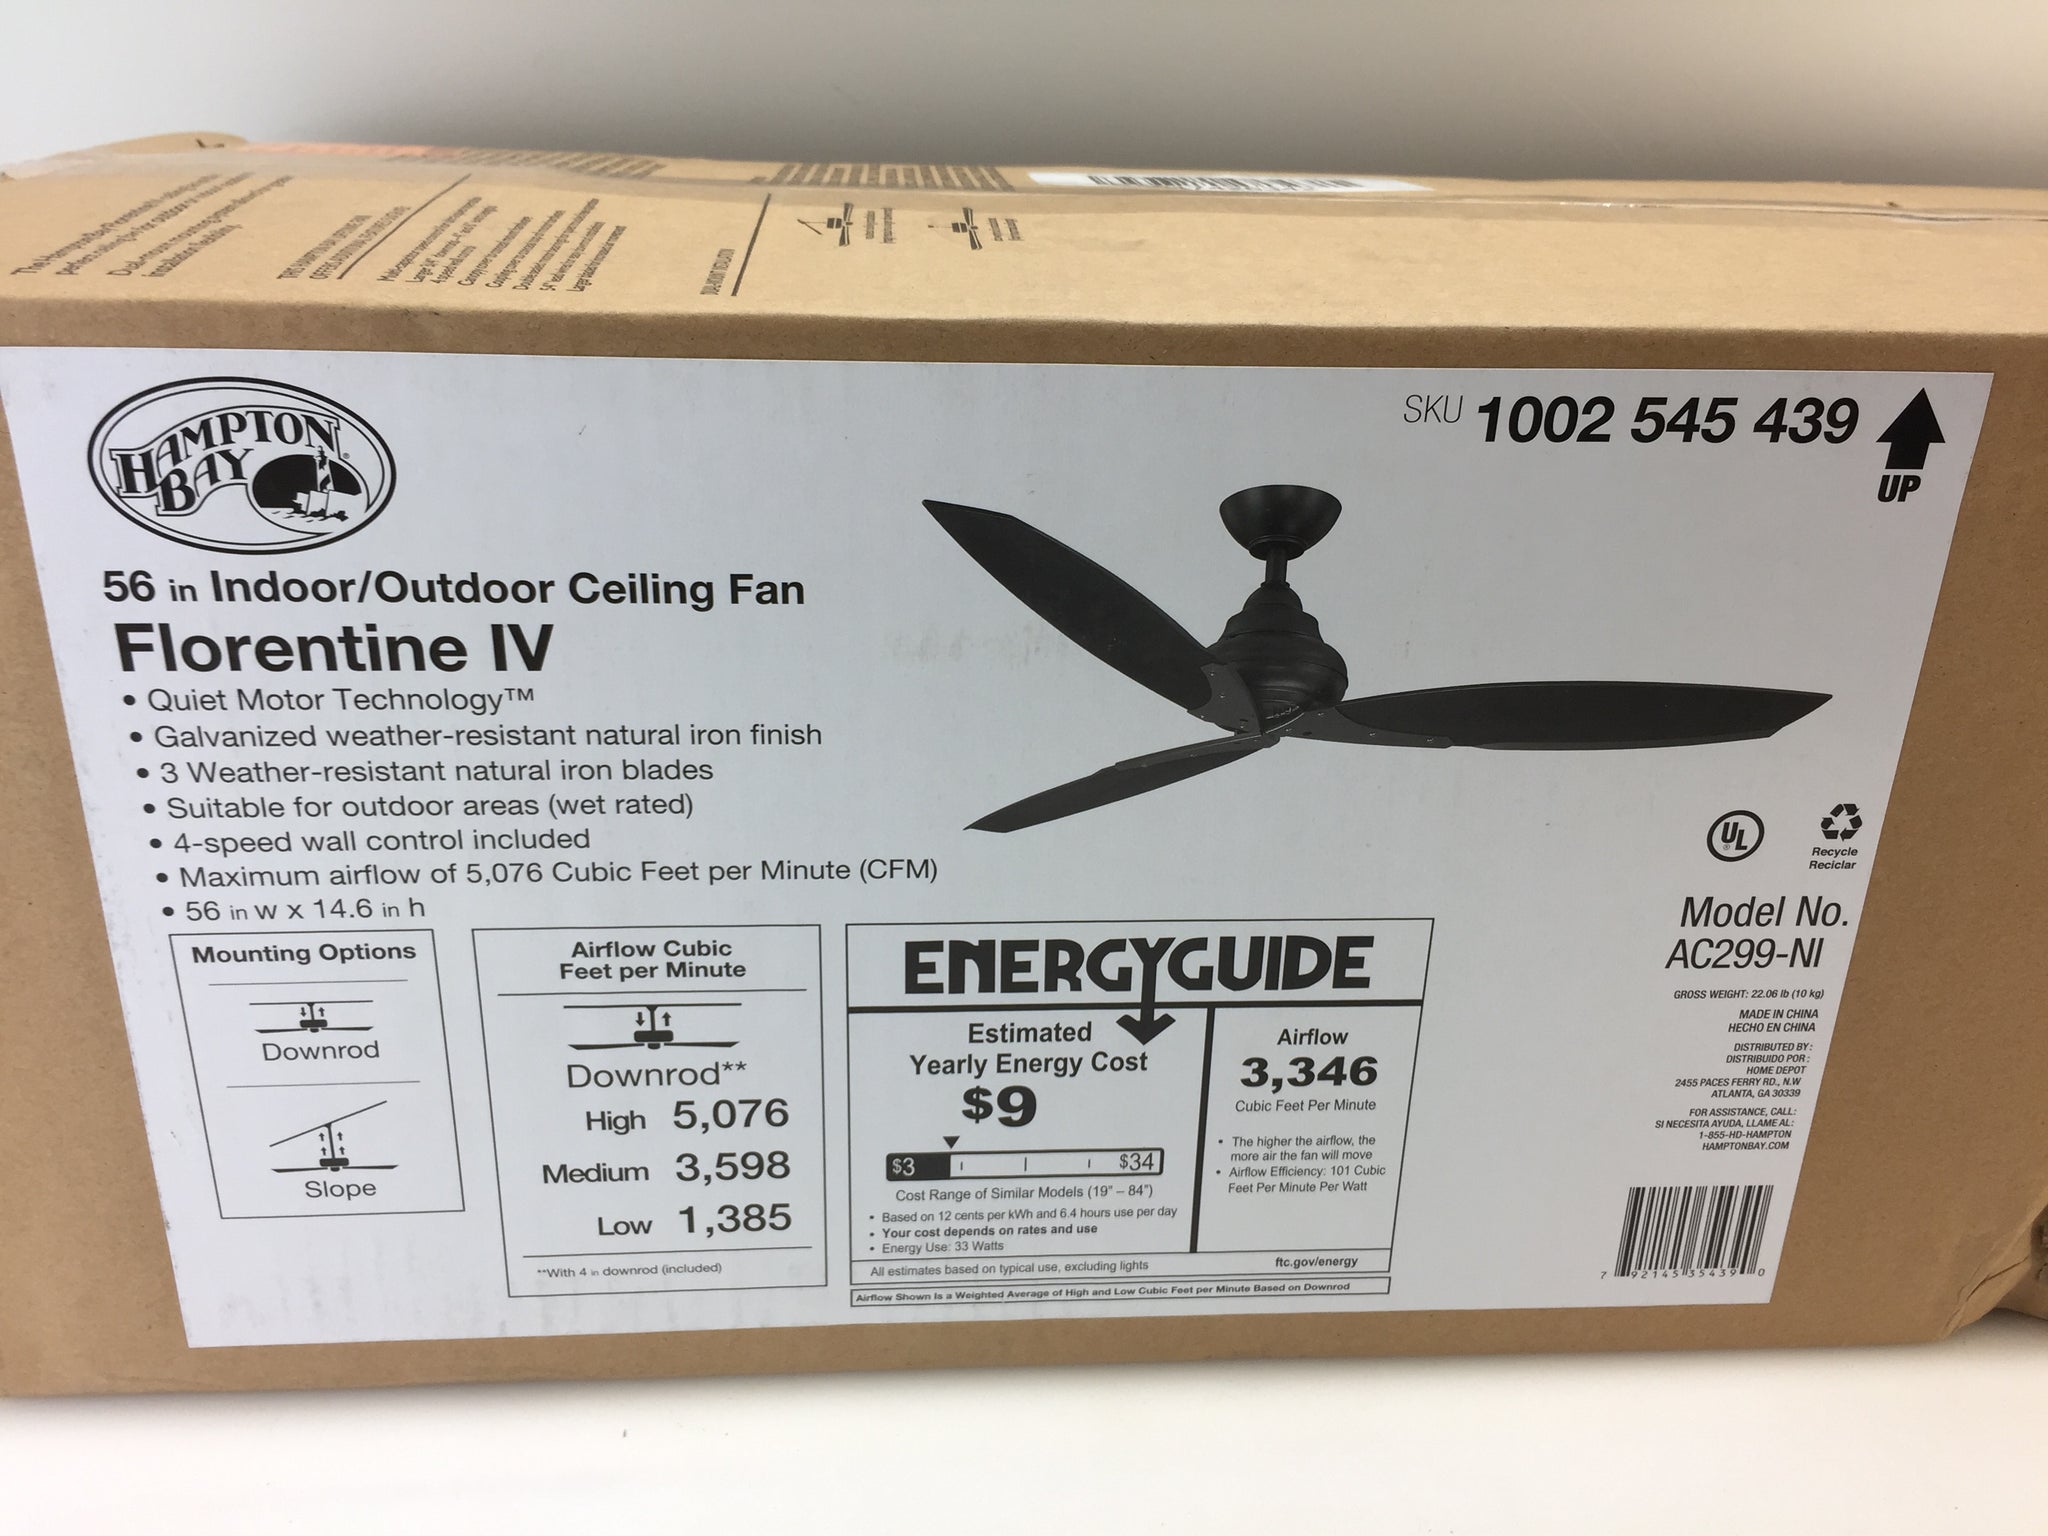 HAMPTON
BAY
56 in Indoor/Outdoor Ceiling Fan
Florentine IV
• Quiet Motor Technology™
• Galvanized weather-resistant natural iron finish
• 3 Weather-resistant natural iron blades
• Suitable for outdoor areas (wet rated)
• 4-speed wall control included
• Maximum airflow of 5,076 Cubic Feet per Minute (CFM)
• 56 in w x 14.6 in h
SKU 1002 545 439
UP
Mounting Options
Downrod
Slope
Airflow Cubic
Feet per Minute
Downrod**
High 5,076
Medium 3,598
Low 1,385
**With 4 in downrod (included)
ENERGYGUIDE
Estimated
Yearly Energy Cost
$9
$3 $34
Cost Range of Similar Models (19" – 84")
• Based on 12 cents per kWh and 6.4 hours use per day
• Your cost depends on rates and use
• Energy Use: 33 Watts
Airflow
3,346
Cubic Feet Per Minute
• The higher the airflow, the
more air the fan will move
• Airflow Efficiency: 101 Cubic
Feet Per Minute Per Watt
All estimates based on typical use, excluding lights
ftc.gov/energy
Airflow Shown Is a Weighted Average of High and Low Cubic Feet per Minute Based on Downrod
UL
Recycle
Reciclar
Model No.
AC299-NI
GROSS WEIGHT: 22.06 lb (10 kg)
MADE IN CHINA
HECHO EN CHINA
DISTRIBUTED BY:
DISTRIBUIDO POR:
HOME DEPOT
2455 PACES FERRY RD., N.W
ATLANTA, GA 30339
FOR ASSISTANCE, CALL:
SI NECESITA AYUDA, LLAME AL:
1-855-HD-HAMPTON
HAMPTONBAY.COM
7 92145 35439 0